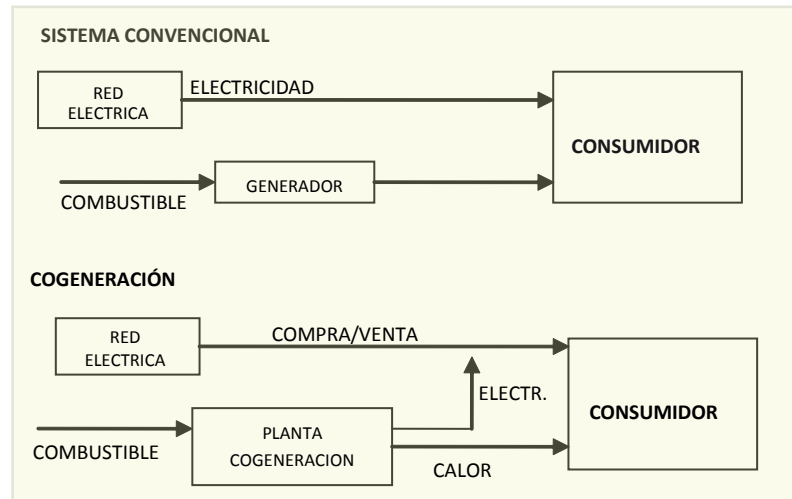 SISTEMA CONVENCIONAL
RED
ELECTRICA
ELECTRICIDAD
CONSUMIDOR
GENERADOR
COMBUSTIBLE
COGENERACIÓN
RED
ELECTRICA
COMPRA/VENTA
ELECTR.
CONSUMIDOR
PLANTA
COGENERACION
COMBUSTIBLE
CALOR